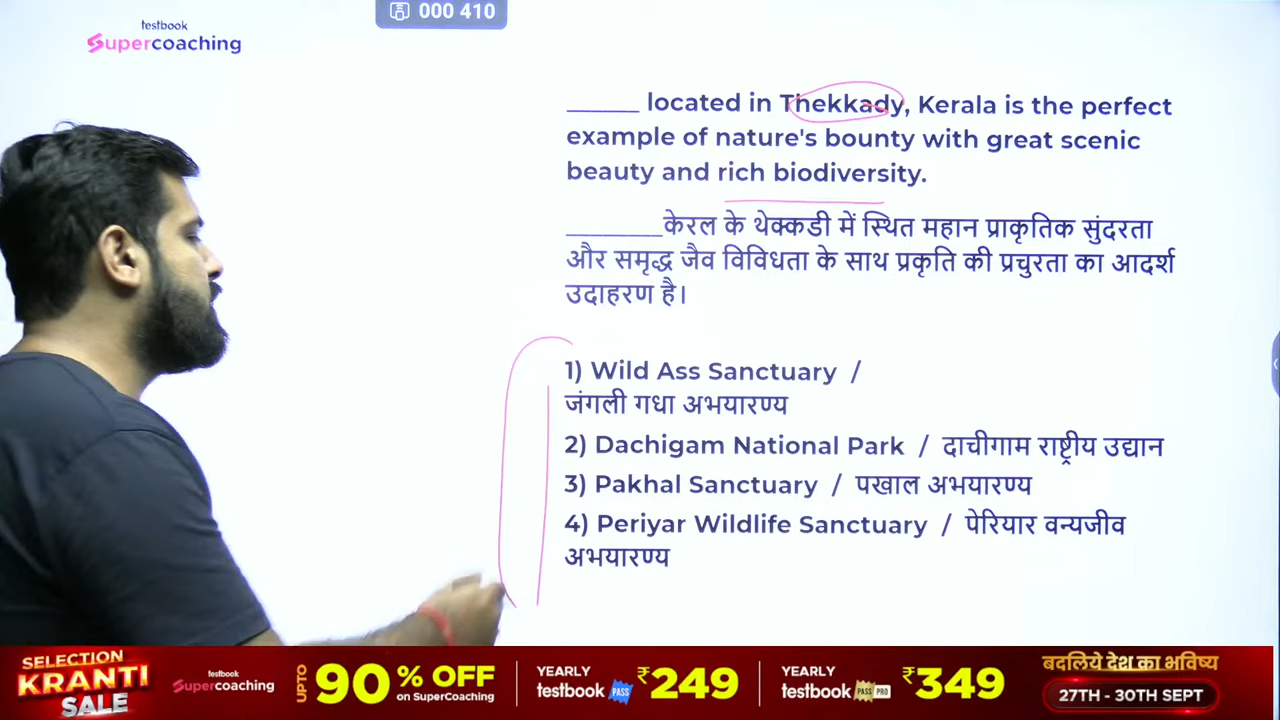 testbook
Supercoaching
000 410
______ located in Thekkady, Kerala is the perfect
example of nature's bounty with great scenic
beauty and rich biodiversity.
________केरल के थेक्कडी में स्थित महान प्राकृतिक सुंदरता
और समृद्ध जैव विविधता के साथ प्रकृति की प्रचुरता का आदर्श
उदाहरण है।
1) Wild Ass Sanctuary /
जंगली गधा अभयारण्य
2) Dachigam National Park / दाचीगाम राष्ट्रीय उद्यान
3) Pakhal Sanctuary / पखाल अभयारण्य
4) Periyar Wildlife Sanctuary / पेरियार वन्यजीव
अभयारण्य
SELECTION
KRANTI
SALE
testbook
Supercoaching
UPTO
90% OFF
on SuperCoaching
YEARLY
testbook PASS
₹249
YEARLY
testbook PASS PRO
₹349
बदलिये देश का भविष्य
27TH - 30TH SEPT